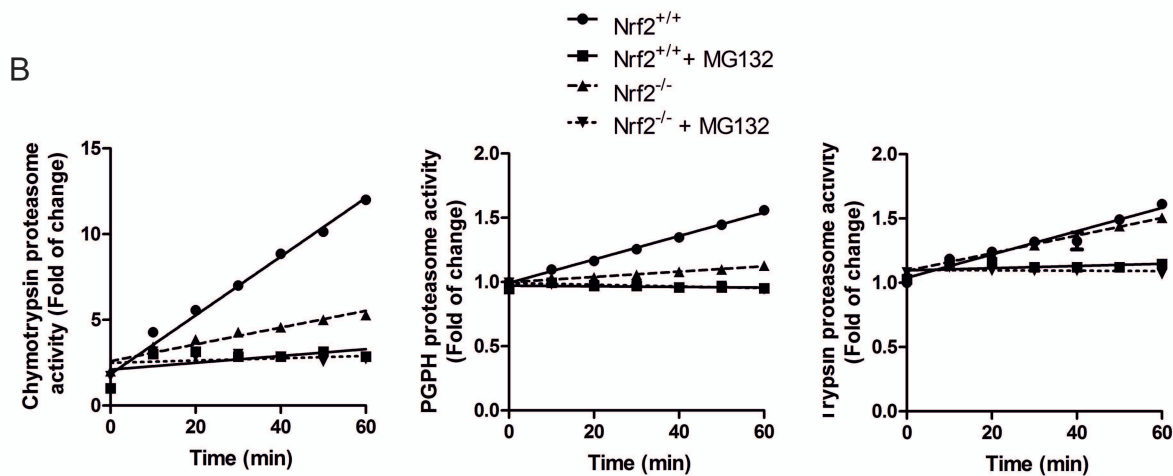 B
Nrf2+/+
Nrf2+/+ + MG132
Nrf2-/-
Nrf2-/- + MG132
Chymotrypsin proteasome
activity (Fold of change)
15
10
5
0
0 20 40 60
Time (min)
PGPH proteasome activity
(Fold of change)
2.0
1.5
1.0
0.5
0.0
0 20 40 60
Time (min)
proteasome activity
(Fold of change)
2.0
1.5
1.0
0.5
0.0
0 20 40 60
Time (min)